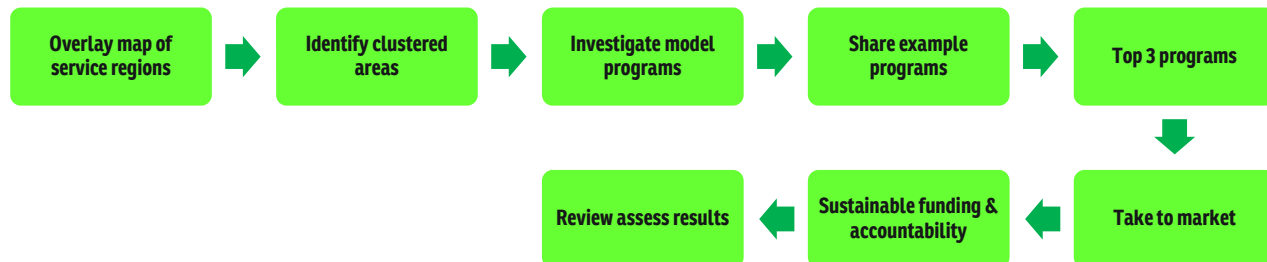 Overlay map of
service regions
Identify clustered
areas
Investigate model
programs
Share example
programs
Top 3 programs
Take to market
Sustainable funding &
accountability
Review assess results